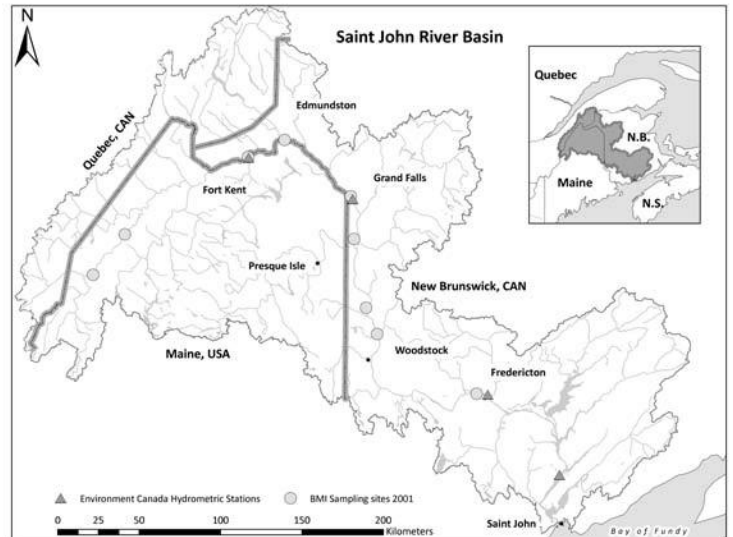 N
Saint John River Basin
Quebec, CAN
Edmundston
Fort Kent
Grand Falls
Presque Isle
New Brunswick, CAN
Maine, USA
Woodstock
Fredericton
Saint John
Bay of Fundy
Quebec
N.B.
Maine
N.S.
Environment Canada Hydrometric Stations
BMI Sampling sites 2001
0 50 100 150 200
Kilometers